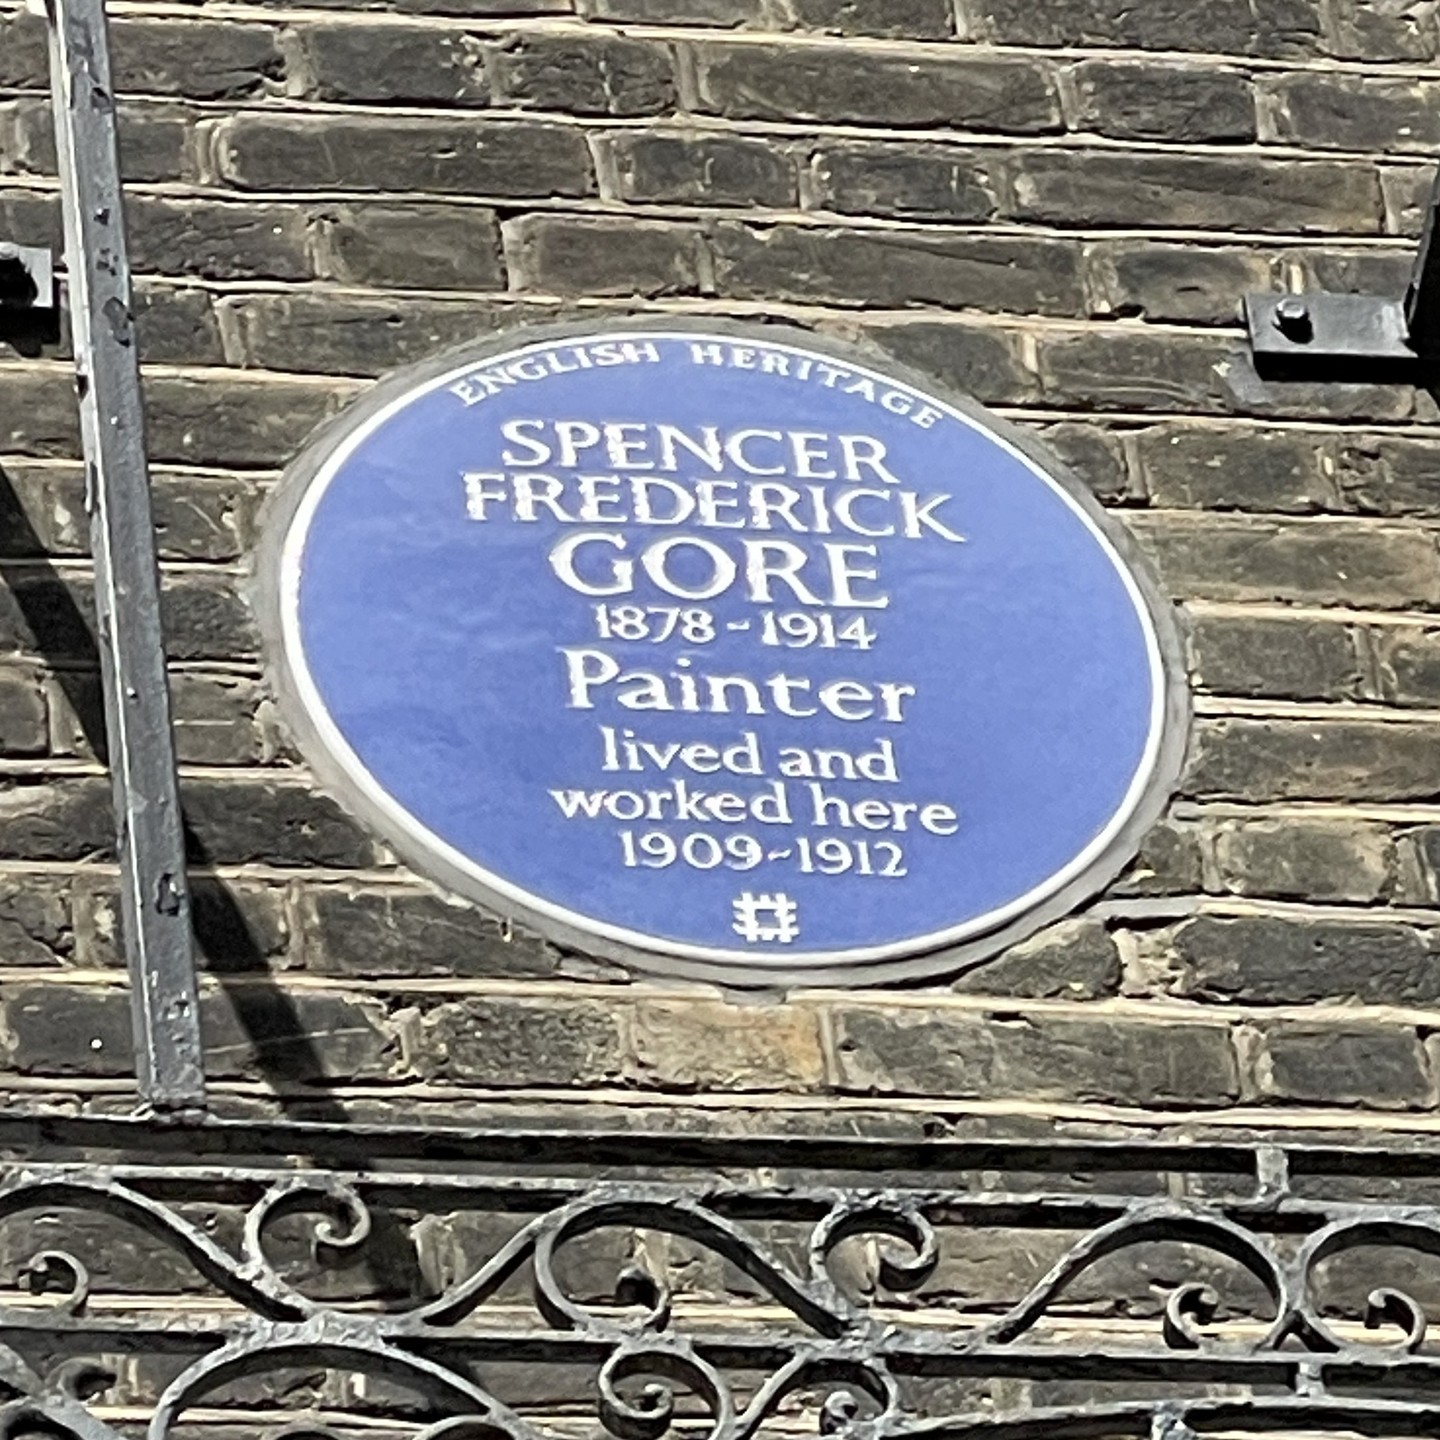 ENGLISH HERITAGE
SPENCER
FREDERICK
GORE
1878-1914
Painter
lived and
worked here
1909-1912